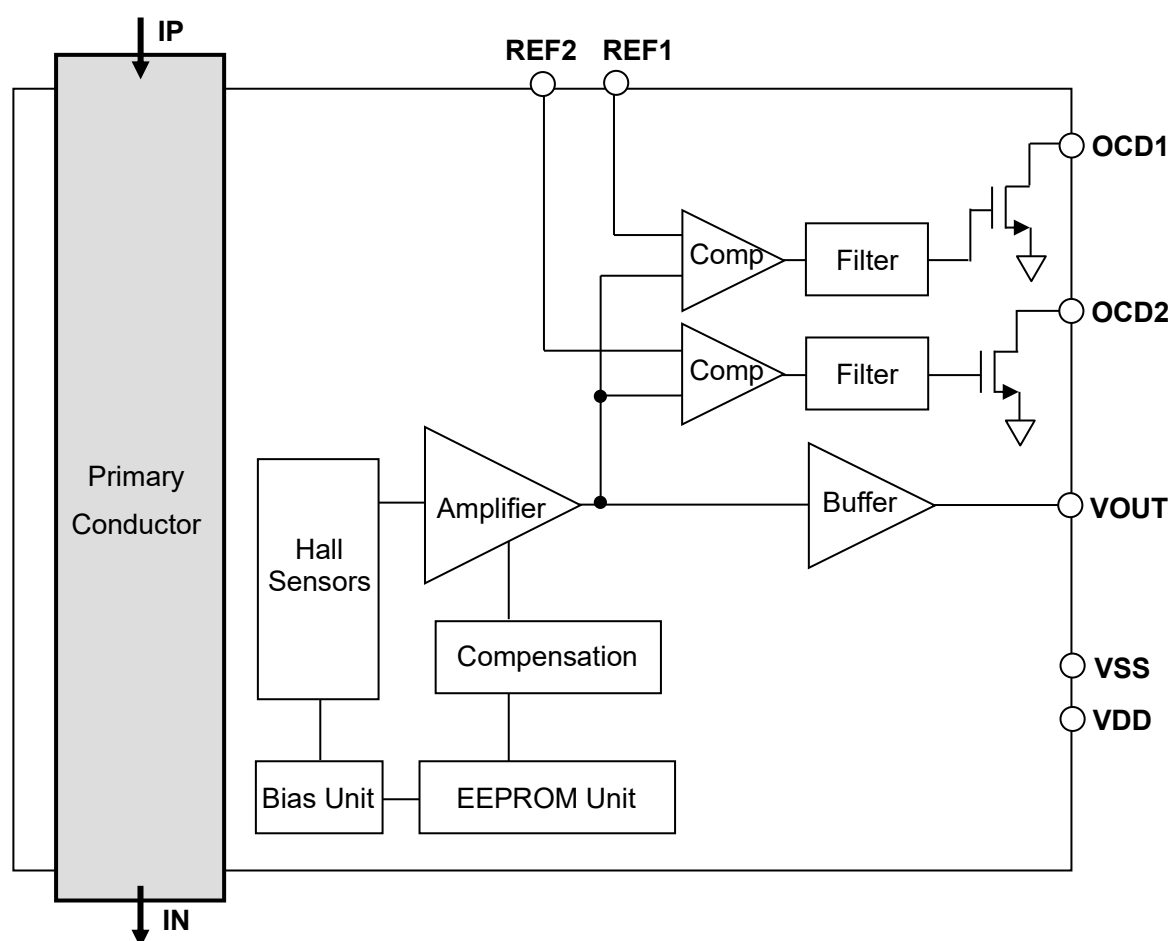 IP
REF2
REF1
OCD1
Comp
Filter
OCD2
Comp
Filter
Primary
Conductor
Hall
Sensors
Amplifier
Buffer
VOUT
Compensation
VSS
VDD
Bias Unit
EEPROM Unit
IN